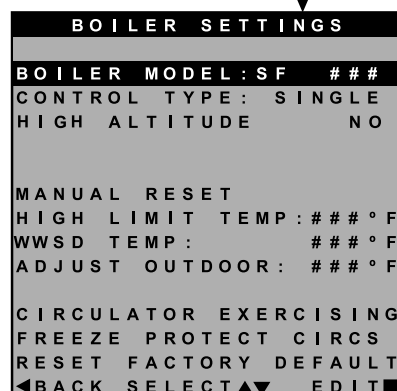 BOILER SETTINGS
BOILER MODEL:SF ###
CONTROL TYPE: SINGLE
HIGH ALTITUDE NO
MANUAL RESET
HIGH LIMIT TEMP:###°F
WWSD TEMP: ###°F
ADJUST OUTDOOR: ###°F
CIRCULATOR EXERCISING
FREEZE PROTECT CIRCS
RESET FACTORY DEFAULT
◀BACK SELECT▲▼ EDIT■